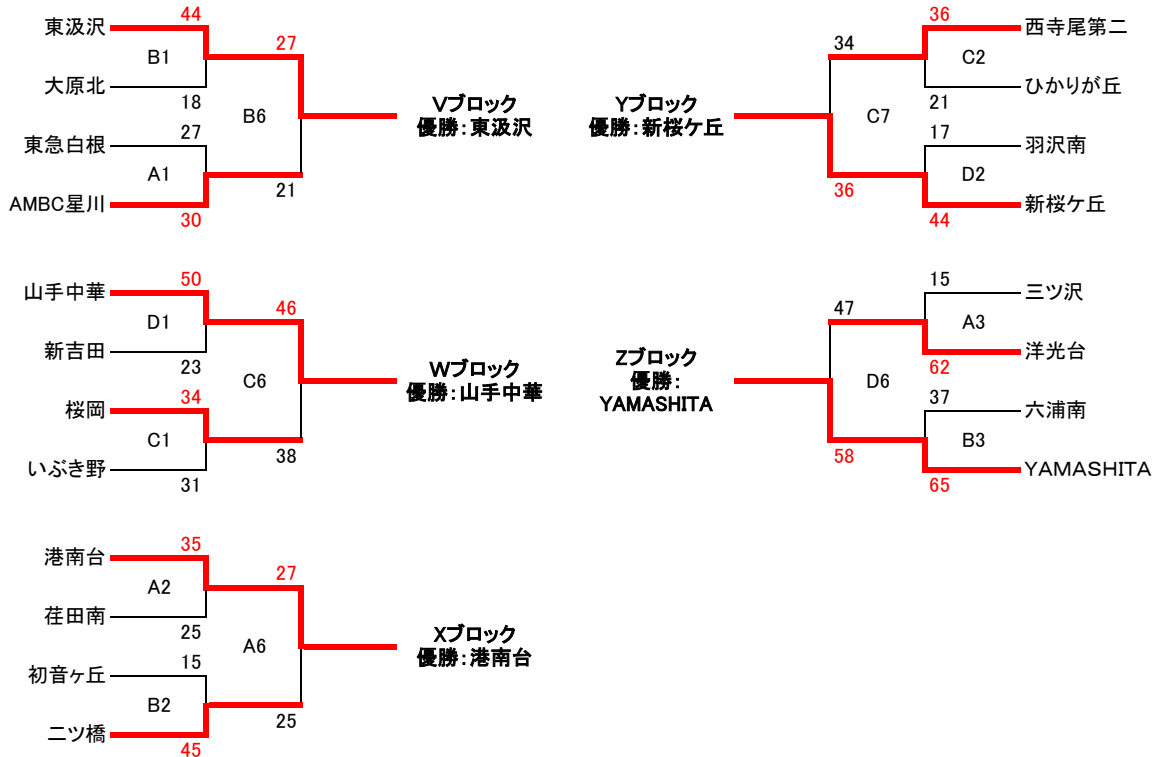 44
東汲沢
B1
27
大原北
18
B6
Vブロック
優勝：東汲沢
27
東急白根
A1
21
AMBC星川
30
36
34
西寺尾第二
C2
ひかりが丘
21
Yブロック
優勝：新桜ケ丘
C7
17
羽沢南
D2
36
新桜ケ丘
44
50
山手中華
D1
46
新吉田
23
C6
Wブロック
優勝：山手中華
34
桜岡
C1
38
いぶき野
31
15
47
三ツ沢
A3
洋光台
62
Zブロック
優勝：
YAMASHITA
D6
37
六浦南
B3
58
YAMASHITA
65
35
港南台
A2
27
荏田南
25
A6
Xブロック
優勝：港南台
15
初音ヶ丘
B2
25
二ツ橋
45